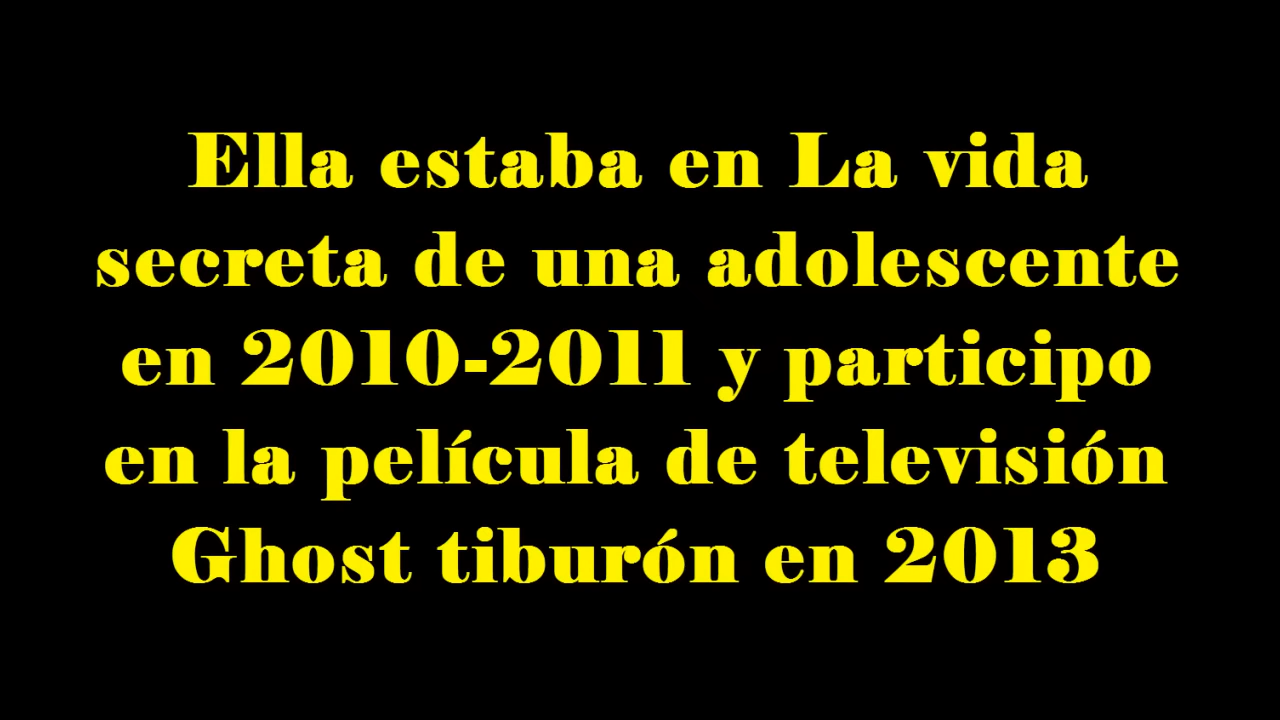 Ella estaba en La vida
secreta de una adolescente
en 2010-2011 y participo
en la película de televisión
Ghost tiburón en 2013